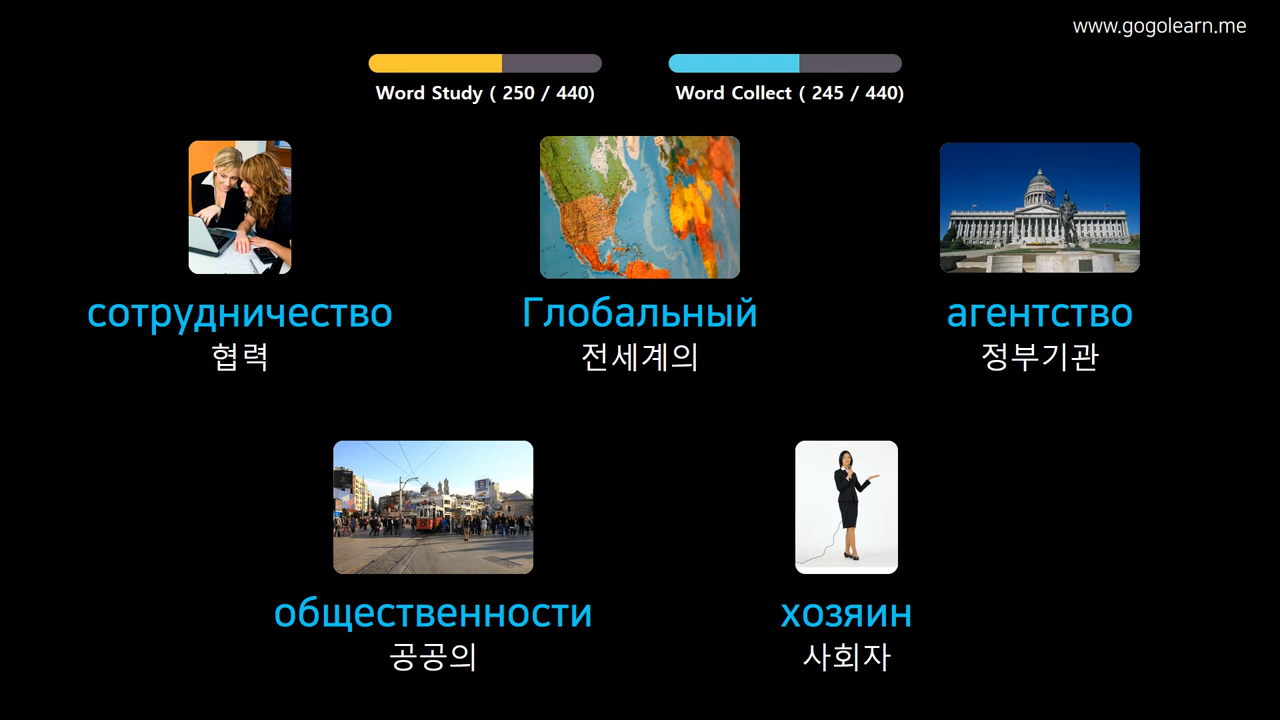 www.gogolearn.me
Word Study ( 250 / 440)
Word Collect ( 245 / 440)
сотрудничество
협력
Глобальный
전세계의
агентство
정부기관
общественности
공공의
хозяин
사회자